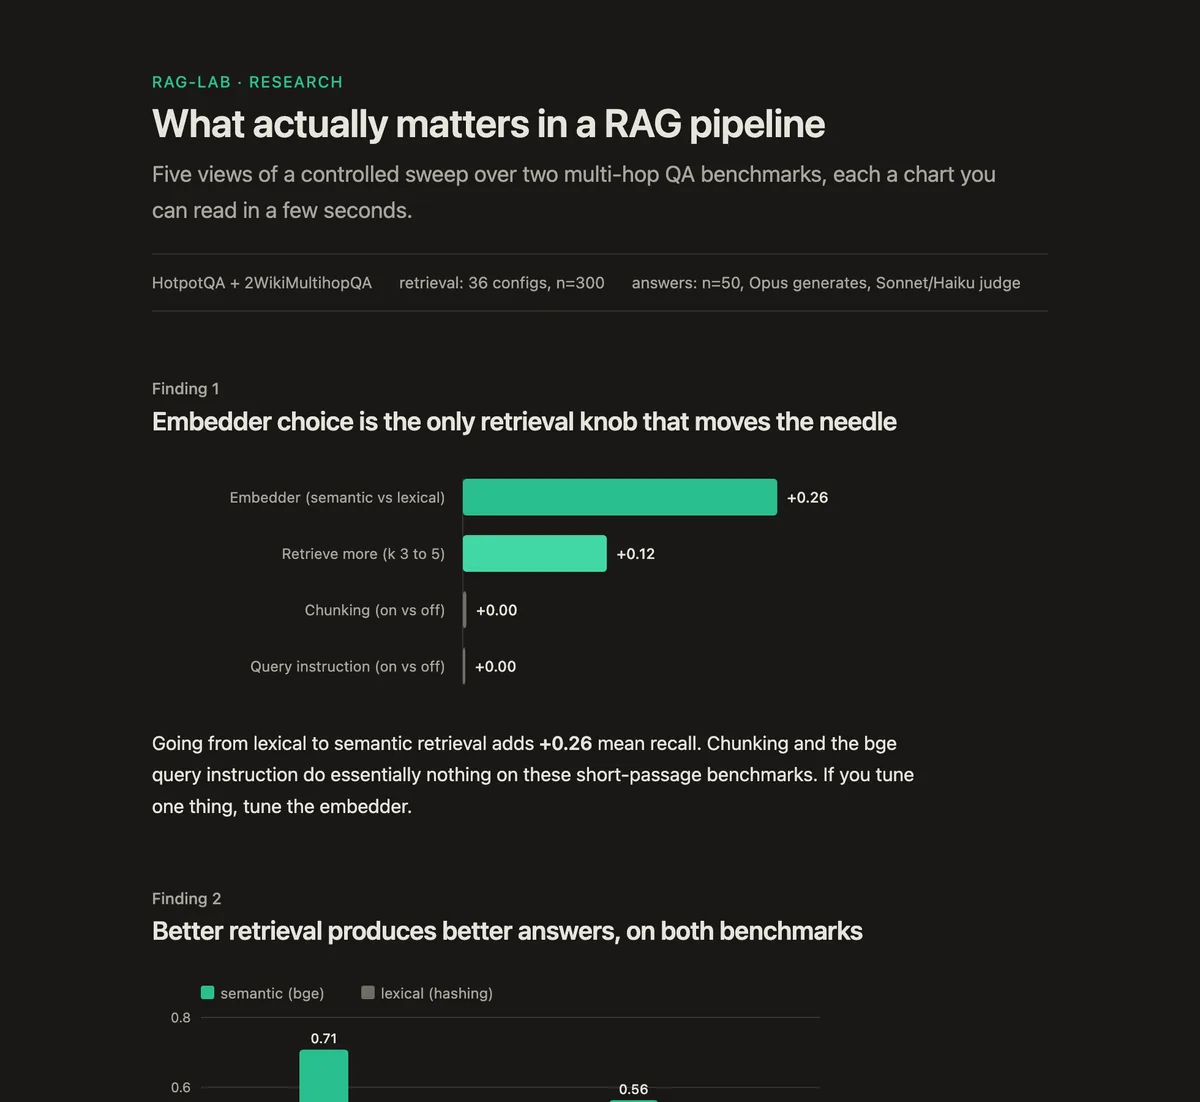 RAG-LAB · RESEARCH
What actually matters in a RAG pipeline
Five views of a controlled sweep over two multi-hop QA benchmarks, each a chart you
can read in a few seconds.
HotpotQA + 2WikiMultihopQA retrieval: 36 configs, n=300 answers: n=50, Opus generates, Sonnet/Haiku judge
Finding 1
Embedder choice is the only retrieval knob that moves the needle
Embedder (semantic vs lexical) +0.26
Retrieve more (k 3 to 5) +0.12
Chunking (on vs off) +0.00
Query instruction (on vs off) +0.00
Going from lexical to semantic retrieval adds +0.26 mean recall. Chunking and the bge
query instruction do essentially nothing on these short-passage benchmarks. If you tune
one thing, tune the embedder.
Finding 2
Better retrieval produces better answers, on both benchmarks
semantic (bge) lexical (hashing)
0.8
0.71
0.6
0.56